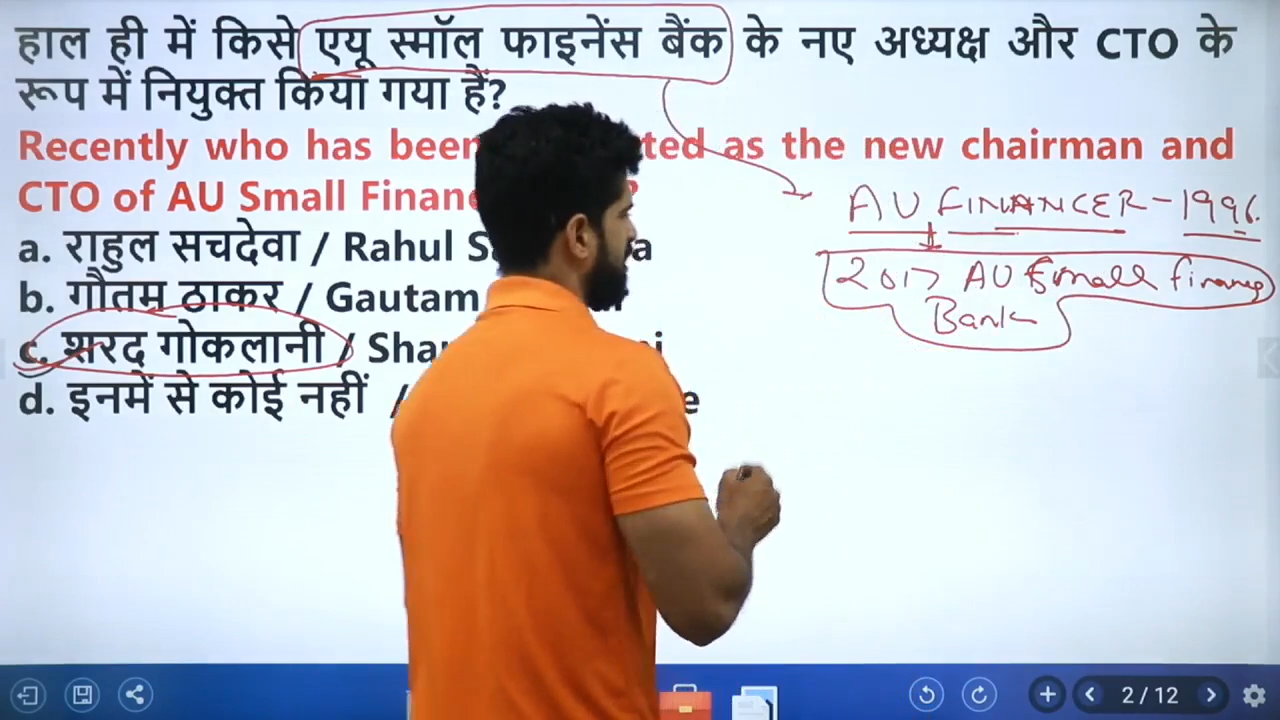 हाल ही में किसे एयू स्मॉल फाइनेंस बैंक के नए अध्यक्ष और CTO के
रूप में नियुक्त किया गया हैं?
Recently who has been ted as the new chairman and
CTO of AU Small Finan ?
a. राहुल सचदेवा / Rahul S a
b. गौतम ठाकर / Gautam
c. शरद गोकलानी / Sha i
d. इनमें से कोई नहीं / e
AU FINANCER - 1996.
2017 AU Small finance
Bank
2 / 12